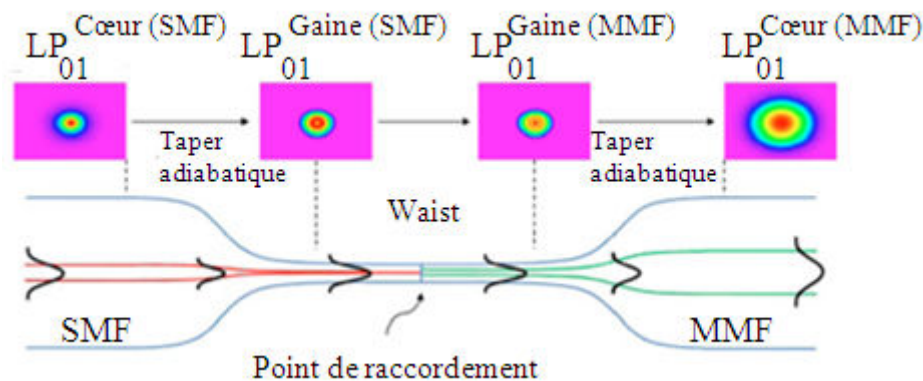 LP01 Cœur (SMF)
LP01 Gaine (SMF)
LP01 Gaine (MMF)
LP01 Cœur (MMF)
Taper
adiabatique
Taper
adiabatique
Waist
SMF
MMF
Point de raccordement